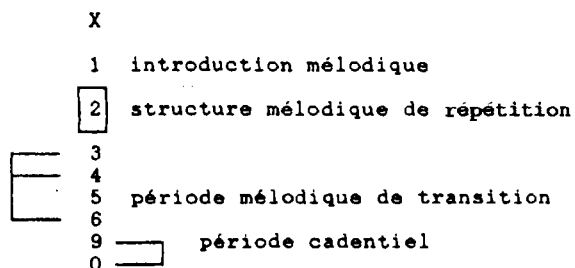 X
1 introduction mélodique
2 structure mélodique de répétition
3
4
5 période mélodique de transition
6
9 période cadentiel
0